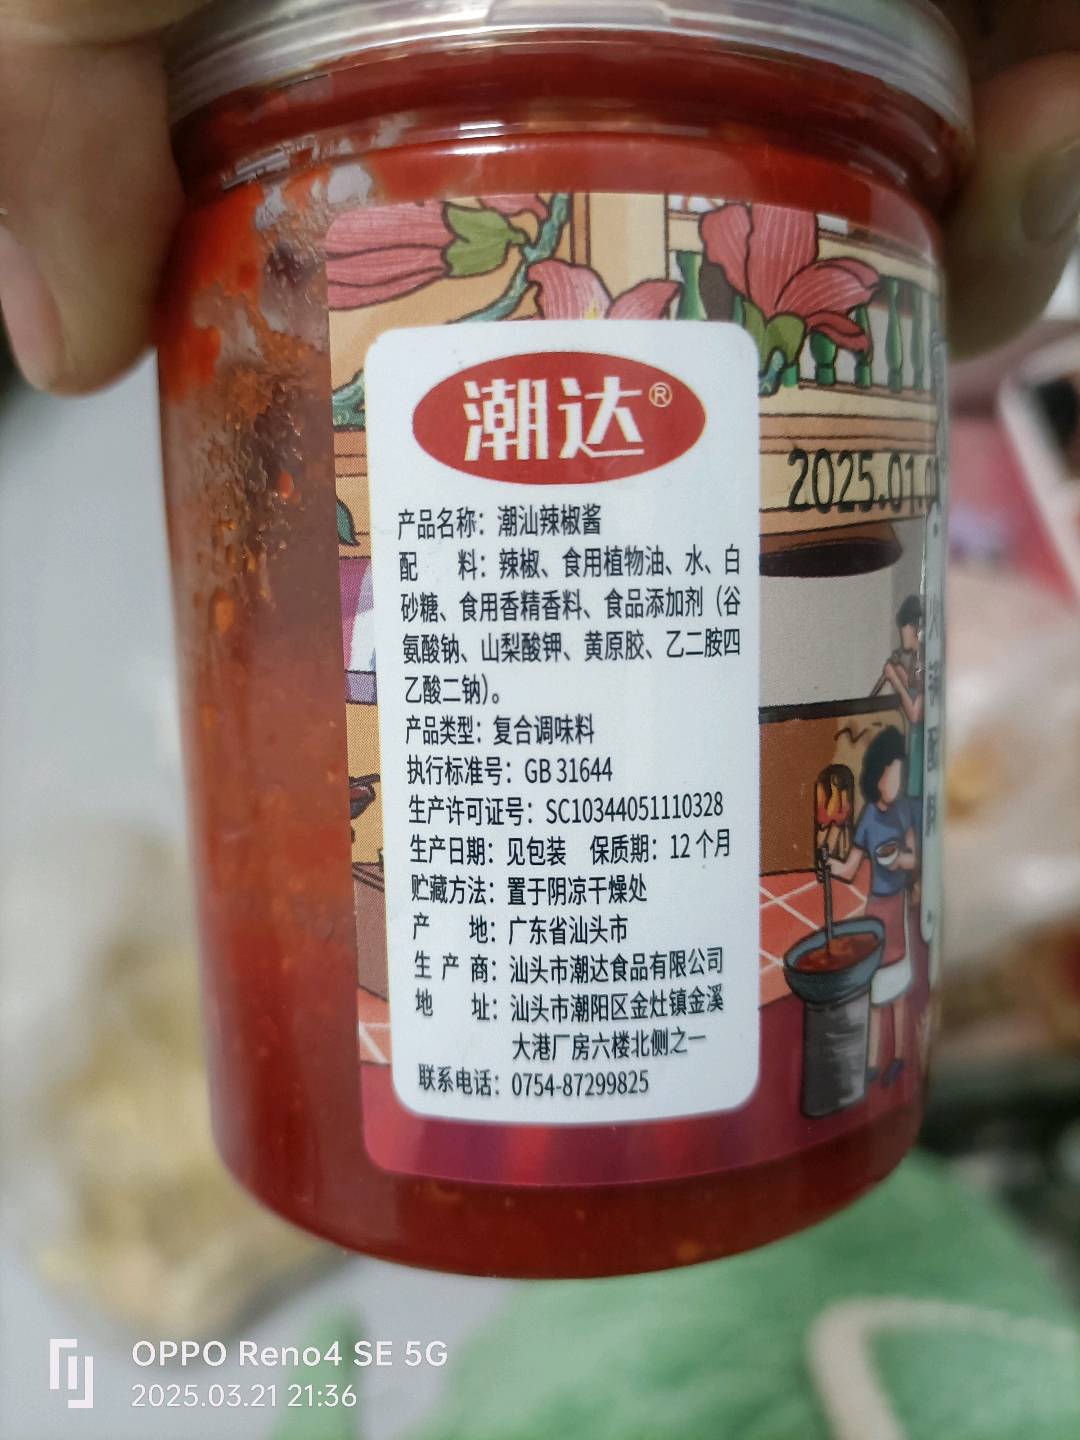 潮达®
2025.01.01
产品名称：潮汕辣椒酱
配 料：辣椒、食用植物油、水、白
砂糖、食用香精香料、食品添加剂（谷
氨酸钠、山梨酸钾、黄原胶、乙二胺四
乙酸二钠）。
产品类型：复合调味料
执行标准号：GB 31644
生产许可证号：SC10344051110328
生产日期：见包装 保质期：12个月
贮藏方法：置于阴凉干燥处
产 地：广东省汕头市
生 产 商：汕头市潮达食品有限公司
地 址：汕头市潮阳区金灶镇金溪
大港厂房六楼北侧之一
联系电话：0754-87299825
OPPO Reno4 SE 5G
2025.03.21 21:36